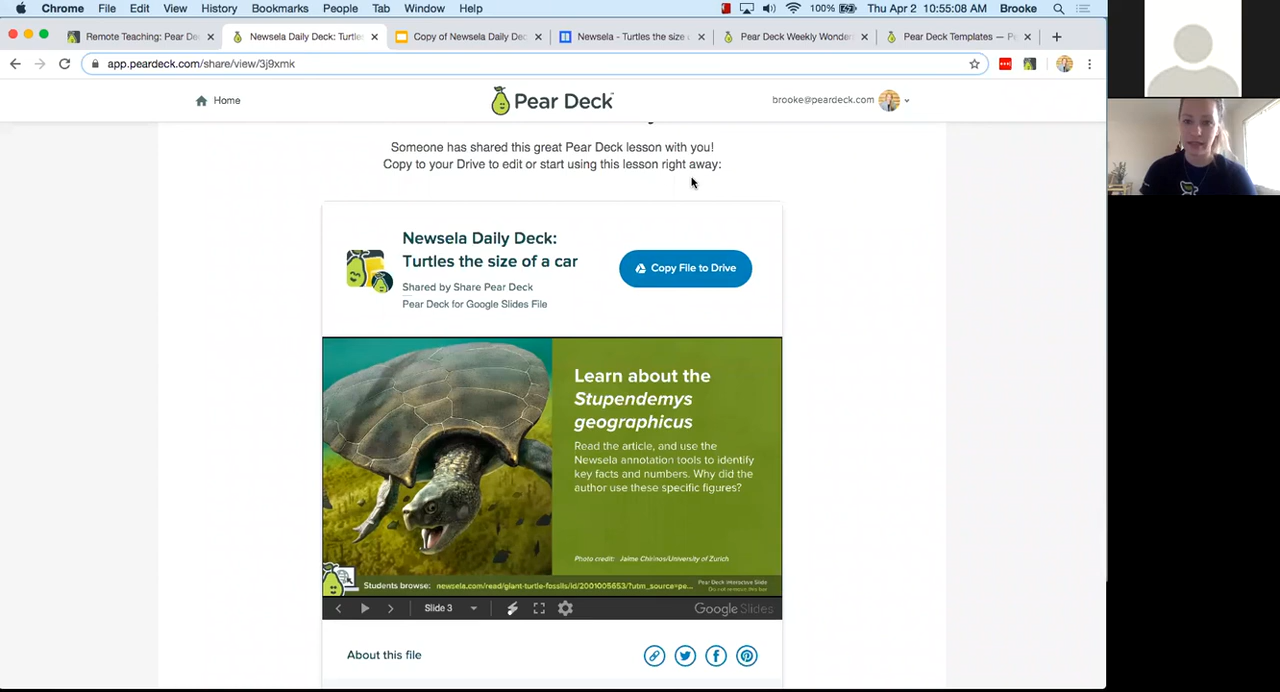 Chrome File Edit View History Bookmarks People Tab Window Help 100% Thu Apr 2 10:55:08 AM Brooke
Remote Teaching: Pear De Newsela Daily Deck: Turtle Copy of Newsela Daily Dec Newsela - Turtles the size Pear Deck Weekly Wonder Pear Deck Templates — P
app.peardeck.com/share/view/3j9xmk
Home Pear Deck brooke@peardeck.com
Someone has shared this great Pear Deck lesson with you!
Copy to your Drive to edit or start using this lesson right away:
Newsela Daily Deck:
Turtles the size of a car
Copy File to Drive
Shared by Share Pear Deck
Pear Deck for Google Slides File
Learn about the
Stupendemys
geographicus
Read the article, and use the
Newsela annotation tools to identify
key facts and numbers. Why did the
author use these specific figures?
Photo credit: Jaime Chirinos/University of Zurich
Students browse: newsela.com/read/giant-turtle-fossils/id/2001005653/?utm_source=pe...
Pear Deck Interactive Slide
Do not remove this bar
Slide 3 Google Slides
About this file